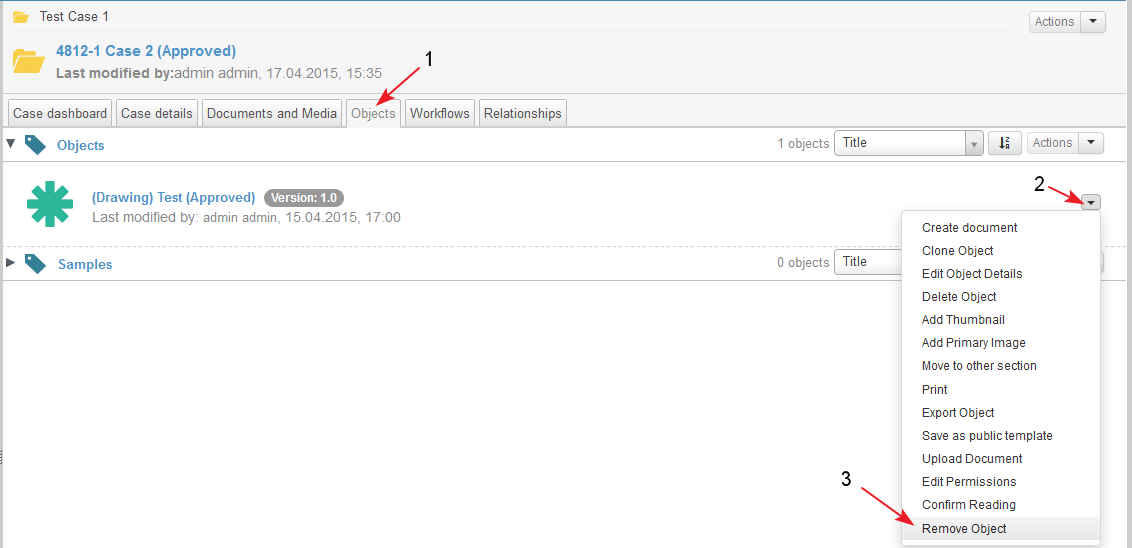 Test Case 1
Actions
4812-1 Case 2 (Approved)
Last modified by:admin admin, 17.04.2015, 15:35
1
Case dashboard
Case details
Documents and Media
Objects
Workflows
Relationships
Objects
1 objects
Title
Actions
(Drawing) Test (Approved)
Version: 1.0
Last modified by: admin admin, 15.04.2015, 17:00
2
Samples
0 objects
Title
Create document
Clone Object
Edit Object Details
Delete Object
Add Thumbnail
Add Primary Image
Move to other section
Print
Export Object
Save as public template
Upload Document
Edit Permissions
Confirm Reading
3
Remove Object